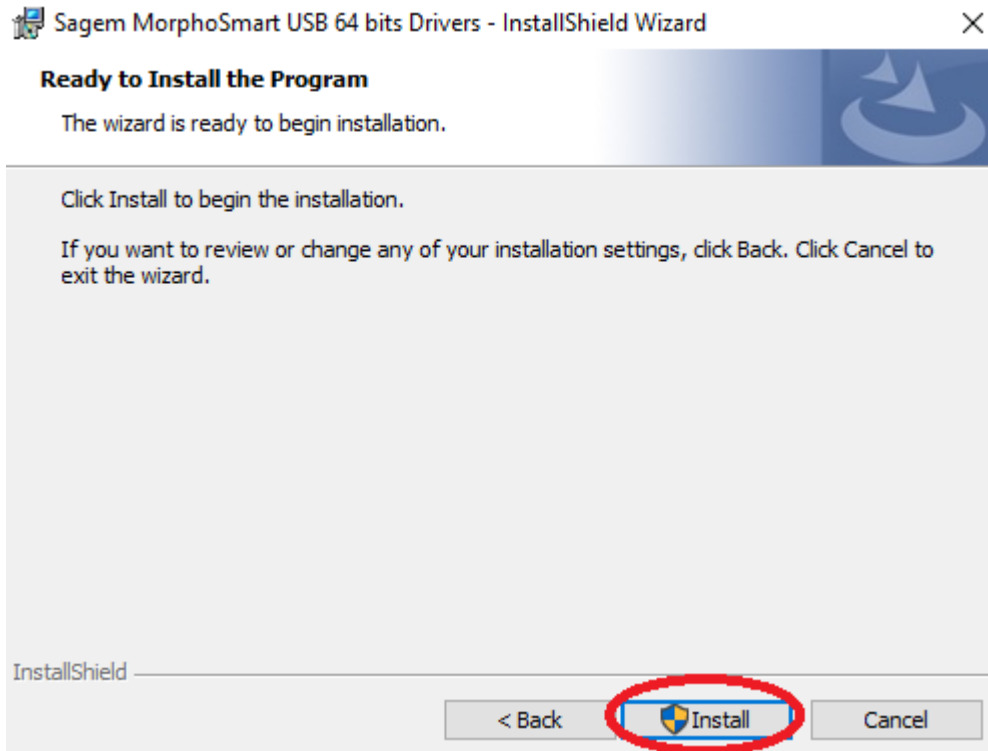 Sagem MorphoSmart USB 64 bits Drivers - InstallShield Wizard
Ready to Install the Program
The wizard is ready to begin installation.
Click Install to begin the installation.
If you want to review or change any of your installation settings, click Back. Click Cancel to
exit the wizard.
InstallShield
< Back
Install
Cancel